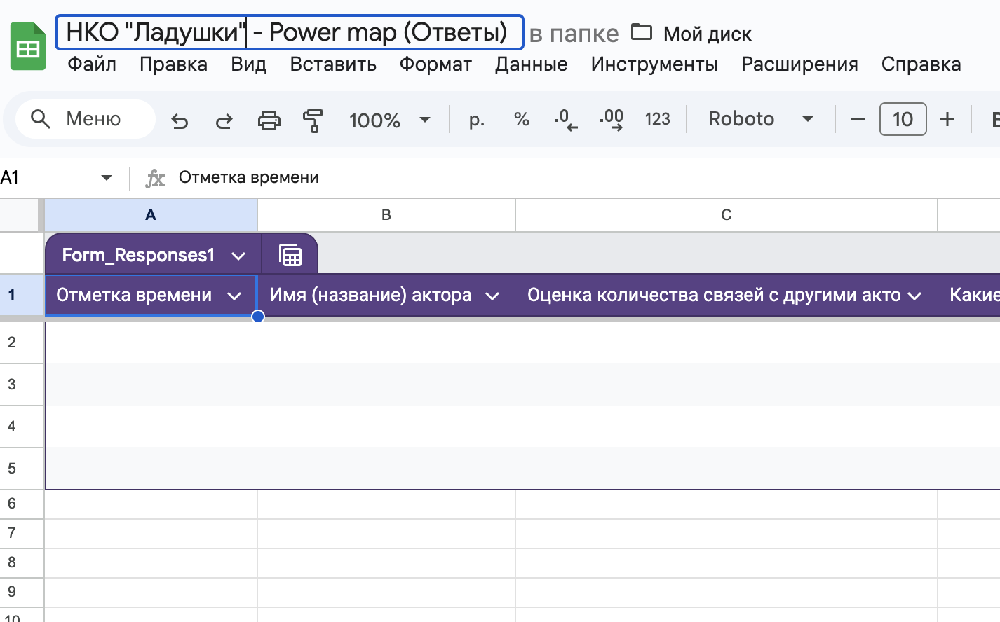 НКО "Ладушки" - Power map (Ответы) в папке Мой диск
Файл Правка Вид Вставить Формат Данные Инструменты Расширения Справка
Меню 100% р. % .0 .00 123 Roboto 10 B
A1 fx Отметка времени
A B C
Form_Responses1
1 Отметка времени Имя (название) актора Оценка количества связей с другими акто Какие
2
3
4
5
6
7
8
9
10